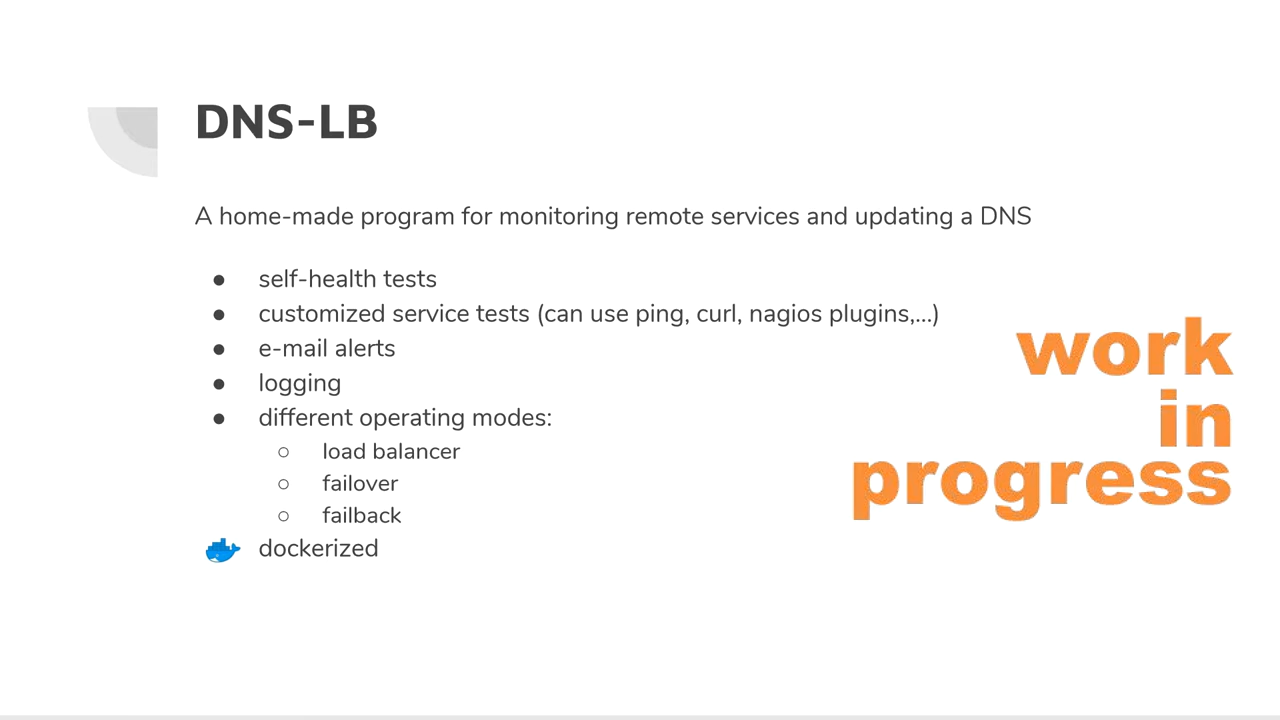 DNS-LB
A home-made program for monitoring remote services and updating a DNS
● self-health tests
● customized service tests (can use ping, curl, nagios plugins,...)
● e-mail alerts
● logging
● different operating modes:
○ load balancer
○ failover
○ failback
dockerized
work
in
progress